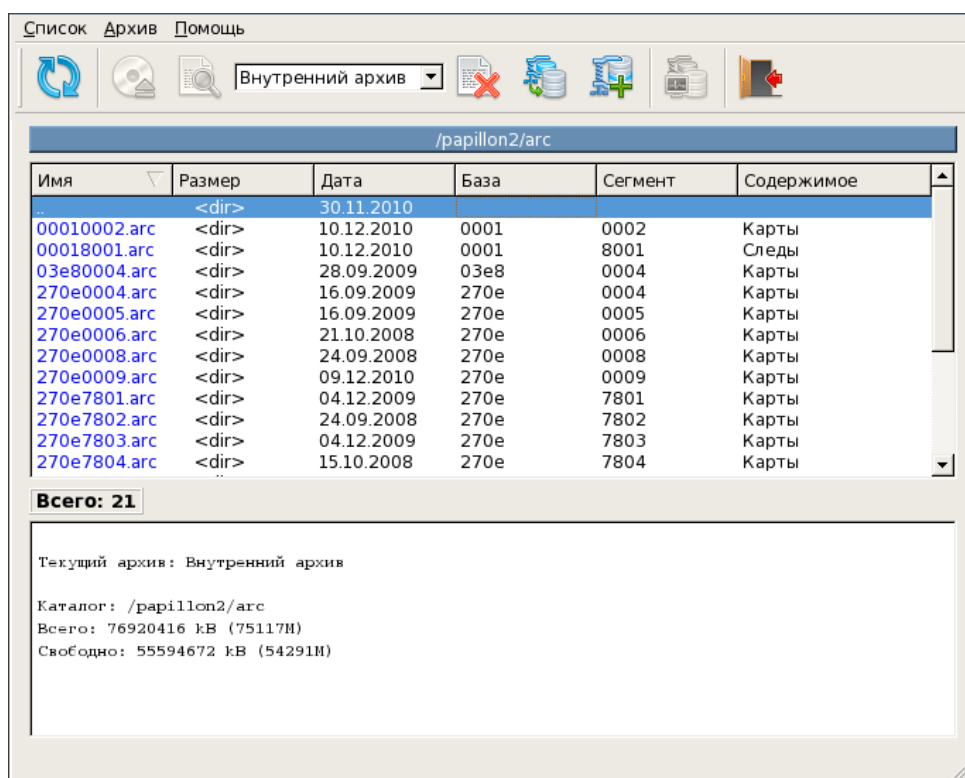 Список Архив Помощь
Внутренний архив
/papillon2/arc
Имя Размер Дата База Сегмент Содержимое
.. <dir> 30.11.2010
00010002.arc <dir> 10.12.2010 0001 0002 Карты
00018001.arc <dir> 10.12.2010 0001 8001 Следы
03e80004.arc <dir> 28.09.2009 03e8 0004 Карты
270e0004.arc <dir> 16.09.2009 270e 0004 Карты
270e0005.arc <dir> 16.09.2009 270e 0005 Карты
270e0006.arc <dir> 21.10.2008 270e 0006 Карты
270e0008.arc <dir> 24.09.2008 270e 0008 Карты
270e0009.arc <dir> 09.12.2010 270e 0009 Карты
270e7801.arc <dir> 04.12.2009 270e 7801 Карты
270e7802.arc <dir> 24.09.2008 270e 7802 Карты
270e7803.arc <dir> 04.12.2009 270e 7803 Карты
270e7804.arc <dir> 15.10.2008 270e 7804 Карты
Всего: 21
Текущий архив: Внутренний архив
Каталог: /papillon2/arc
Всего: 76920416 kB (75117M)
Свободно: 55594672 kB (54291M)